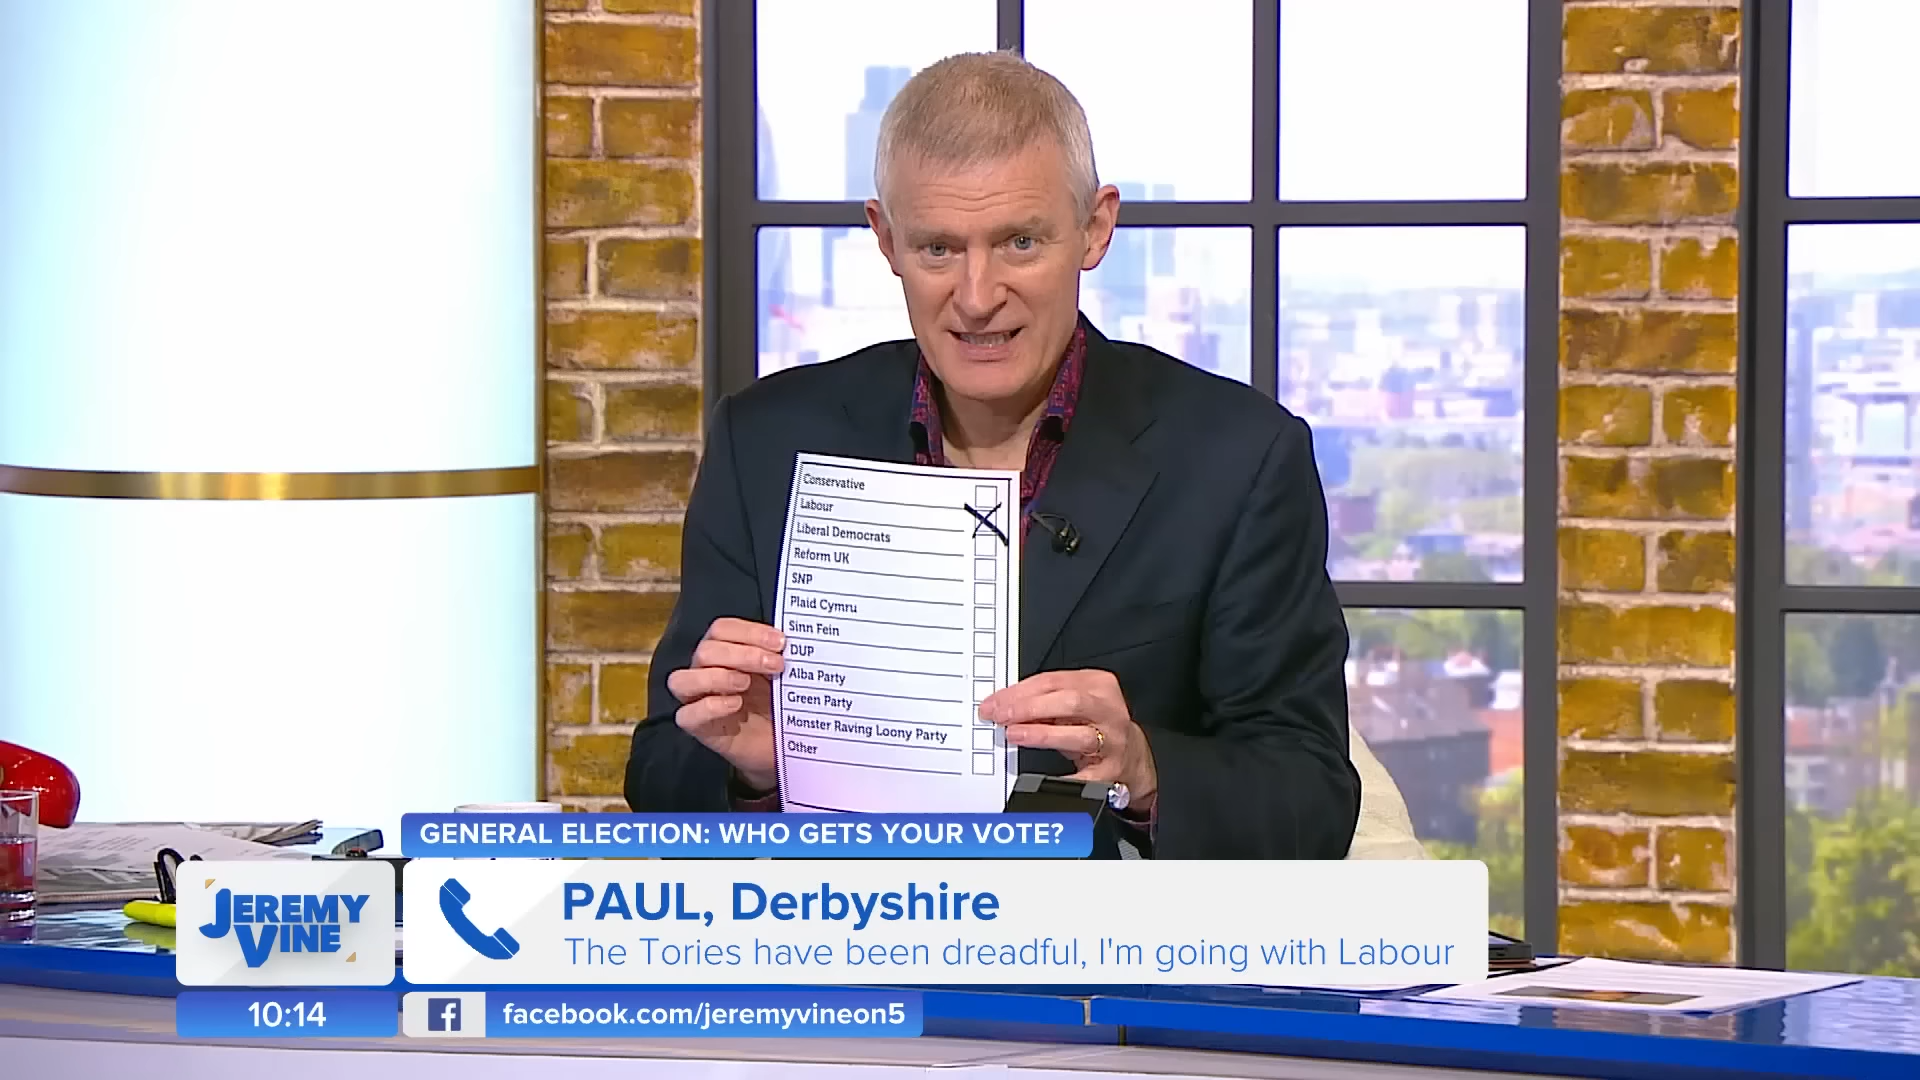 Conservative
Labour
Liberal Democrats
Reform UK
SNP
Plaid Cymru
Sinn Fein
DUP
Alba Party
Green Party
Monster Raving Loony Party
Other
GENERAL ELECTION: WHO GETS YOUR VOTE?
JEREMY
VINE
PAUL, Derbyshire
The Tories have been dreadful, I'm going with Labour
10:14
facebook.com/jeremyvineon5